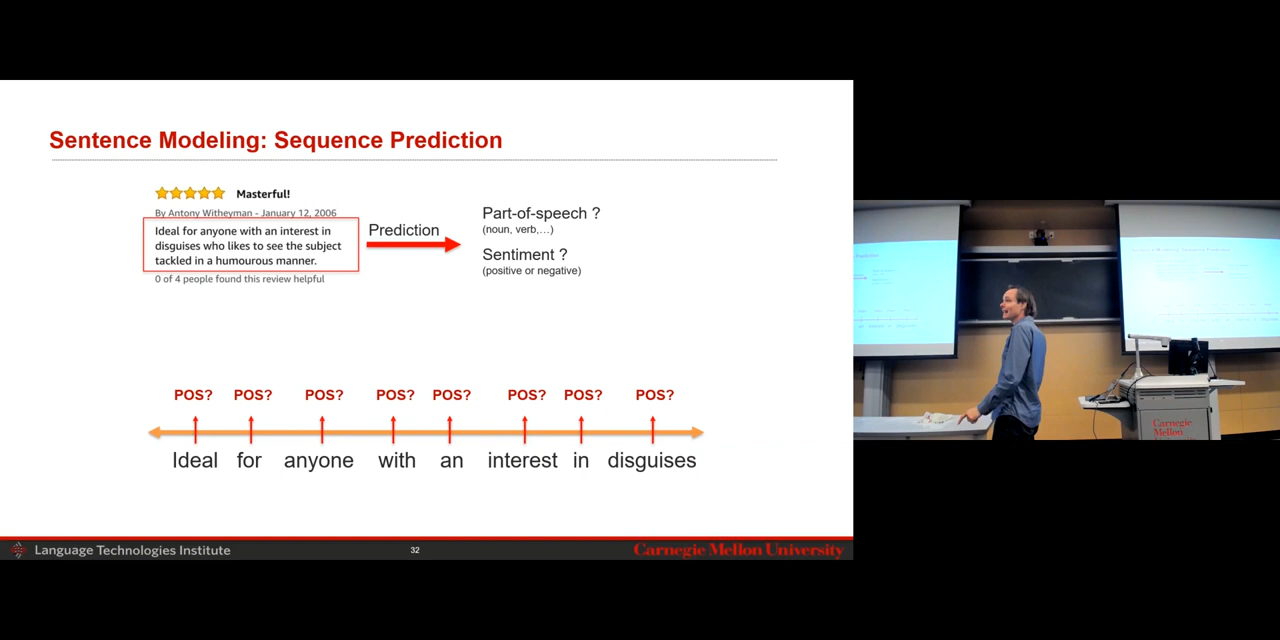 Sentence Modeling: Sequence Prediction
Masterful!
By Antony Witheyman - January 12, 2006
Ideal for anyone with an interest in
disguises who likes to see the subject
tackled in a humourous manner.
0 of 4 people found this review helpful
Prediction
Part-of-speech ?
(noun, verb,...)
Sentiment ?
(positive or negative)
POS? POS? POS? POS? POS? POS? POS? POS?
Ideal for anyone with an interest in disguises
Language Technologies Institute
32
Carnegie Mellon University
Carnegie
Mellon